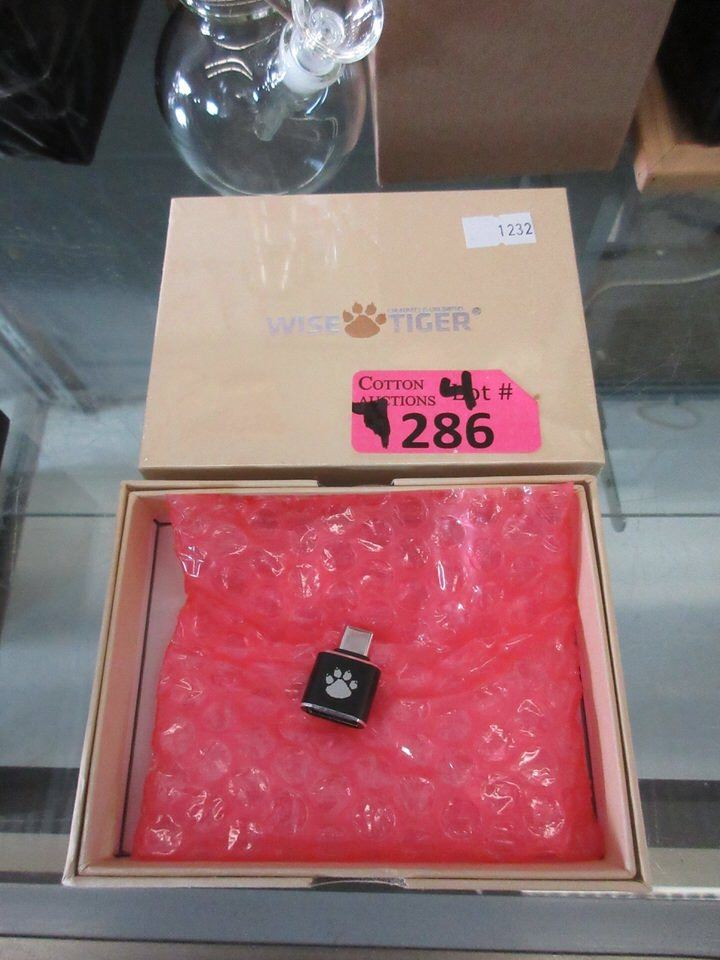 1232
WISE TIGER®
COTTON
AUCTIONS
4 Lot #
286